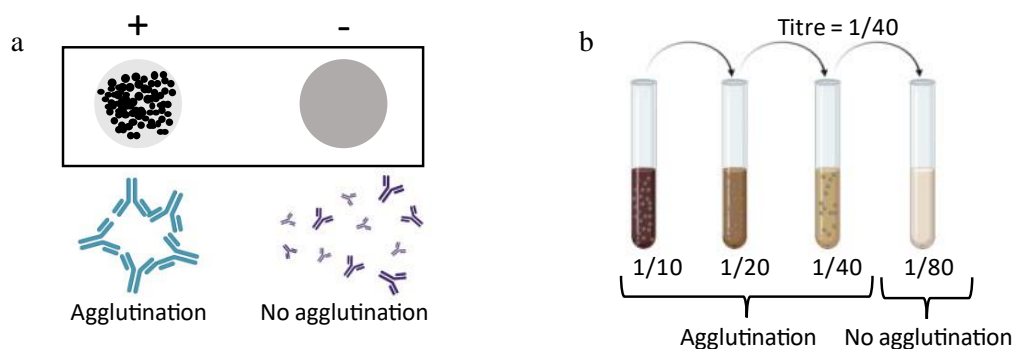 a
+ -
Agglutination No agglutination
b
Titre = 1/40
1/10 1/20 1/40 1/80
Agglutination No agglutination